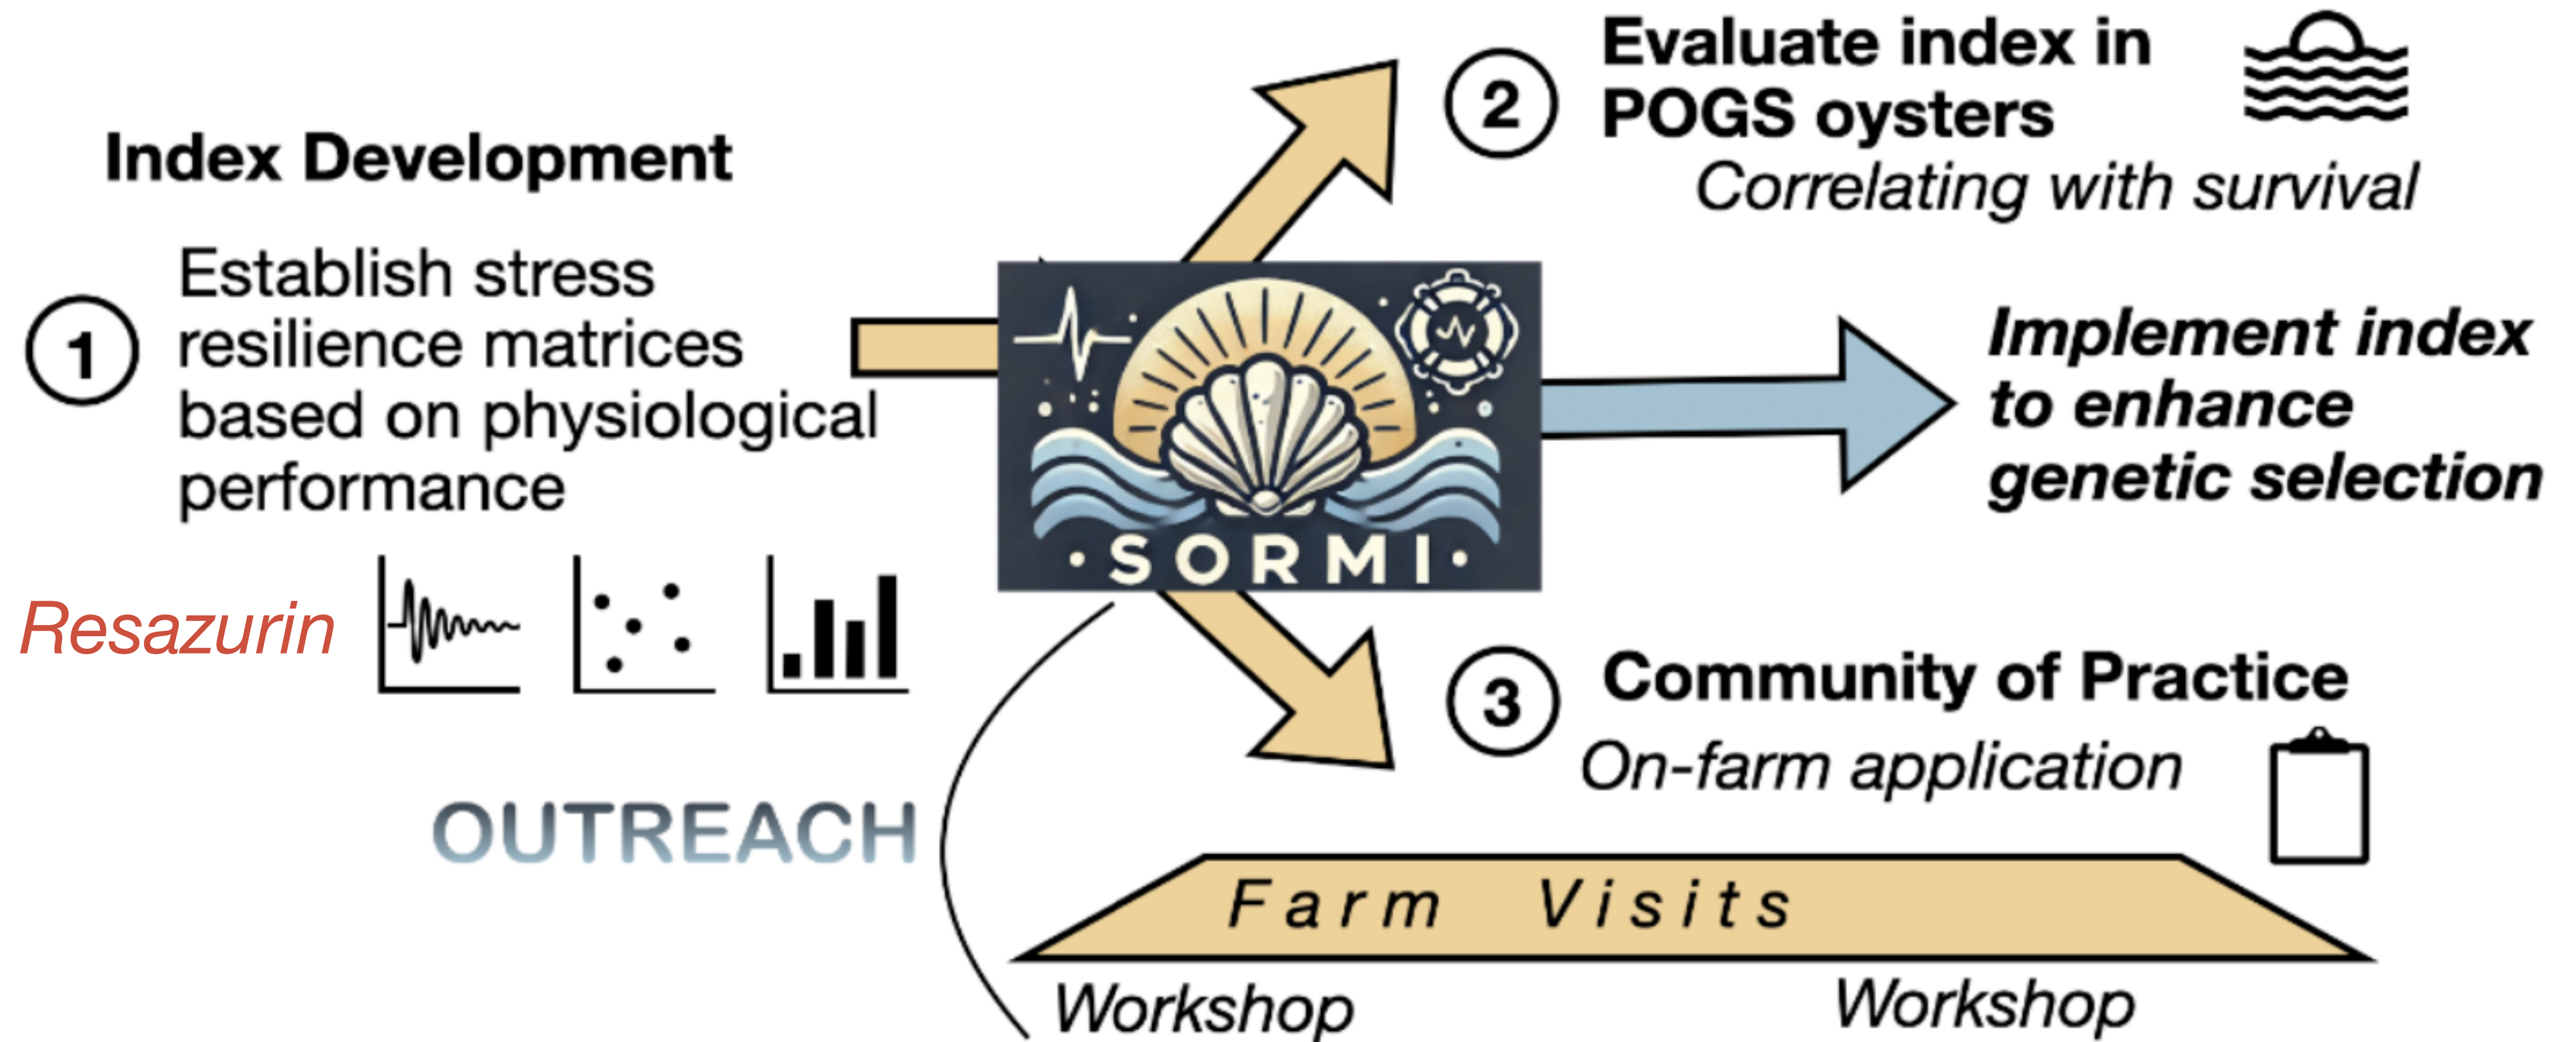 Index Development
1
Establish stress
resilience matrices
based on physiological
performance
Resazurin
OUTREACH
SORMI
2
Evaluate index in
POGS oysters
Correlating with survival
Implement index
to enhance
genetic selection
3
Community of Practice
On-farm application
Farm Visits
Workshop
Workshop